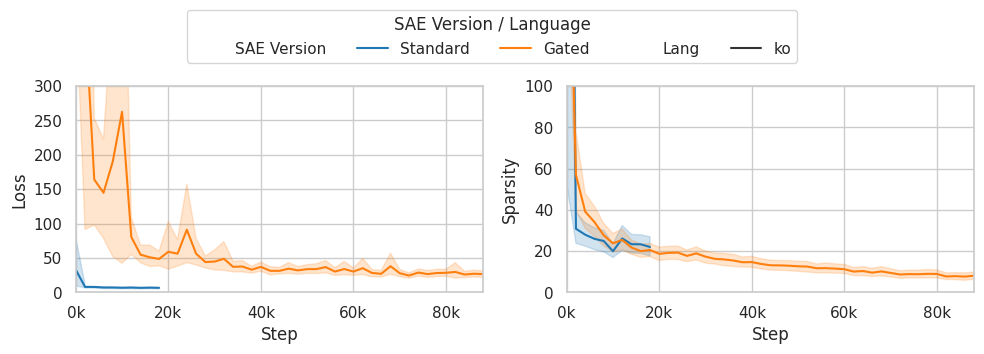 SAE Version / Language
SAE Version Standard Gated Lang ko
300
250
200
150
100
50
0
Loss
0k 20k 40k 60k 80k
Step
100
80
60
40
20
0
Sparsity
0k 20k 40k 60k 80k
Step